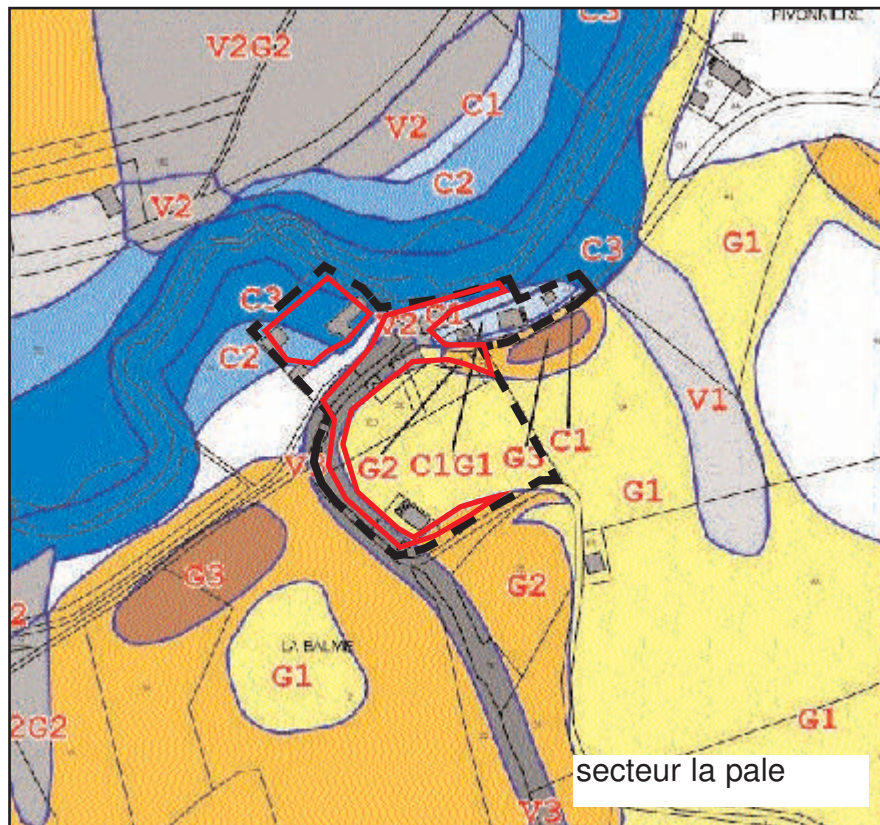 C3
PIVONNIERE
V2G2
C1
V2
C2
V2
G1
C3
C3
V2 C1
C2
V1
G2 C1G1 G3 C1
G1
G3
G2
LA BALME
G1
2G2
G1
secteur la pale
V3